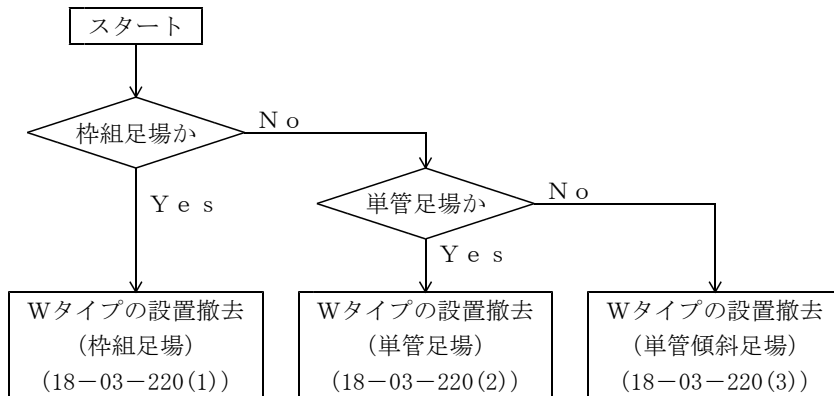 スタート
枠組足場か
No
Yes
単管足場か
No
Yes
Wタイプの設置撤去
(枠組足場)
(18-03-220(1))
Wタイプの設置撤去
(単管足場)
(18-03-220(2))
Wタイプの設置撤去
(単管傾斜足場)
(18-03-220(3))